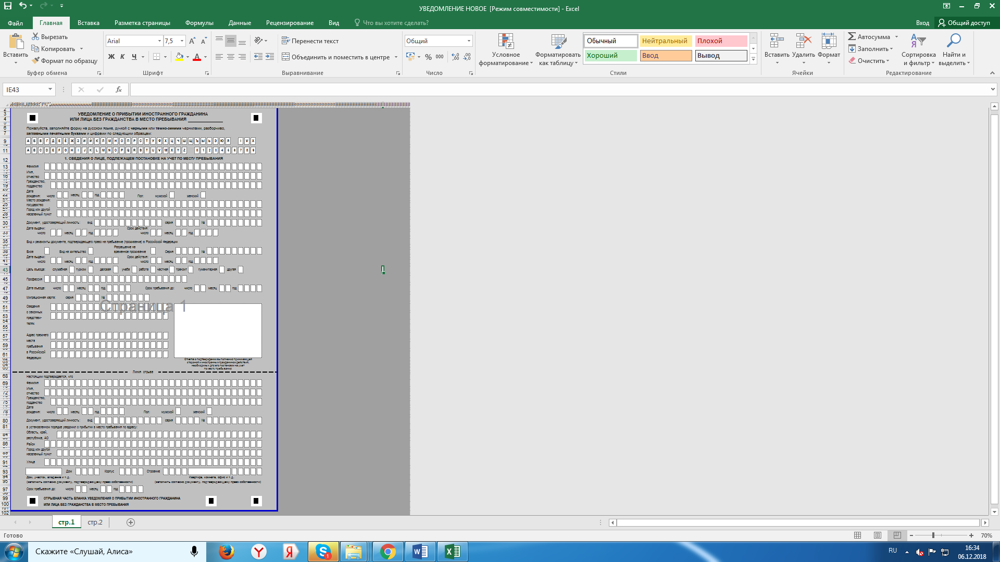 УВЕДОМЛЕНИЕ НОВОЕ [Режим совместимости] - Excel
Файл Главная Вставка Разметка страницы Формулы Данные Рецензирование Вид Что вы хотите сделать? Вход Общий доступ
Вставить Вырезать Копировать Формат по образцу
Буфер обмена
Arial 7,5
Ж К Ч
Шрифт
Перенести текст
Объединить и поместить в центре
Выравнивание
Общий
% 000
Число
Условное форматирование
Форматировать как таблицу
Обычный Нейтральный Плохой
Хороший Ввод Вывод
Стили
Вставить Удалить Формат
Ячейки
Автосумма
Заполнить
Очистить
Сортировка и фильтр
Найти и выделить
Редактирование
IE43 fx
УВЕДОМЛЕНИЕ О ПРИБЫТИИ ИНОСТРАННОГО ГРАЖДАНИНА
ИЛИ ЛИЦА БЕЗ ГРАЖДАНСТВА В МЕСТО ПРЕБЫВАНИЯ
Пожалуйста, заполняйте форму на русском языке, ручкой с черными или темно-синими чернилами, разборчиво,
заглавными печатными буквами и цифрами по следующим образцам:
А Б В Г Д Е Ё Ж З И Й К Л М Н О П Р С Т У Ф Х Ц Ч Ш Щ Ъ Ы Ь Э Ю Я I V X
A B C D E F G H I J K L M N O P Q R S T U V W X Y Z 0 1 2 3 4 5 6 7 8 9
1. СВЕДЕНИЯ О ЛИЦЕ, ПОДЛЕЖАЩЕМ ПОСТАНОВКЕ НА УЧЕТ ПО МЕСТУ ПРЕБЫВАНИЯ
Фамилия
Имя,
отчество
Гражданство,
подданство
Дата
рождения: число месяц год Пол: мужской женский
Место рождения:
государство
Город или другой
населенный пункт
Документ, удостоверяющий личность: вид серия №
Дата выдачи: Срок действия:
число месяц год число месяц год
Вид и реквизиты документа, подтверждающего право на пребывание (проживание) в Российской Федерации
Разрешение на
Виза Вид на жительство временное проживание Серия №
Дата выдачи: Срок действия:
число месяц год число месяц год
Цель въезда: служебная туризм деловая учеба работа частная транзит гуманитарная другая
Профессия
Дата въезда: число месяц год Срок пребывания до: число месяц год
Миграционная карта: серия №
Страница 1
Сведения
о законных
представи-
телях
Адрес прежнего
места
пребывания
в Российской
Федерации
Отметка о подтверждении выполнения принимающей
стороной и иностранным гражданином действий,
необходимых для его постановки на учет
по месту пребывания
Линия отрыва
Настоящим подтверждается, что
Фамилия
Имя,
отчество
Гражданство,
подданство
Дата
рождения: число месяц год Пол: мужской женский
Документ, удостоверяющий личность: вид серия №
в установленном порядке уведомил о прибытии в место пребывания по адресу:
Область, край,
республика, АО
Район
Город или другой
населенный пункт
Улица
Дом Корпус Строение
Дом, участок, владение и т.д. Квартира, комната, офис и т.д.
(заполнить согласно документу, подтверждающему право собственности) (заполнить согласно документу, подтверждающему право собственности)
Срок пребывания до: число месяц год
ОТРЫВНАЯ ЧАСТЬ БЛАНКА УВЕДОМЛЕНИЯ О ПРИБЫТИИ ИНОСТРАННОГО ГРАЖДАНИНА
ИЛИ ЛИЦА БЕЗ ГРАЖДАНСТВА В МЕСТО ПРЕБЫВАНИЯ
стр.1 стр.2
Готово 70%
Скажите «Слушай, Алиса» RU 16:34
06.12.2018